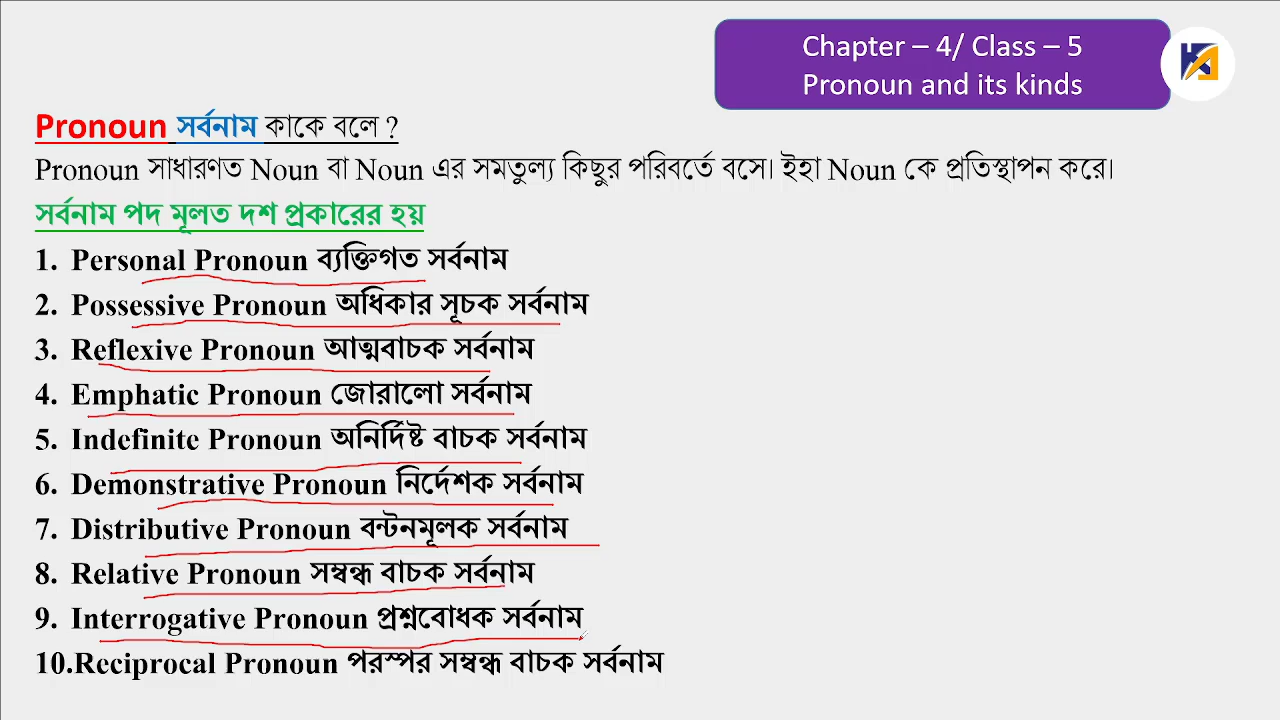 Chapter – 4/ Class – 5
Pronoun and its kinds
Pronoun সর্বনাম কাকে বলে ?
Pronoun সাধারণত Noun বা Noun এর সমতুল্য কিছুর পরিবর্তে বসে। ইহা Noun কে প্রতিস্থাপন করে।
সর্বনাম পদ মূলত দশ প্রকারের হয়
1. Personal Pronoun ব্যক্তিগত সর্বনাম
2. Possessive Pronoun অধিকার সূচক সর্বনাম
3. Reflexive Pronoun আত্মবাচক সর্বনাম
4. Emphatic Pronoun জোরালো সর্বনাম
5. Indefinite Pronoun অনির্দিষ্ট বাচক সর্বনাম
6. Demonstrative Pronoun নির্দেশক সর্বনাম
7. Distributive Pronoun বন্টনমূলক সর্বনাম
8. Relative Pronoun সম্বন্ধ বাচক সর্বনাম
9. Interrogative Pronoun প্রশ্নবোধক সর্বনাম
10.Reciprocal Pronoun পরস্পর সম্বন্ধ বাচক সর্বনাম